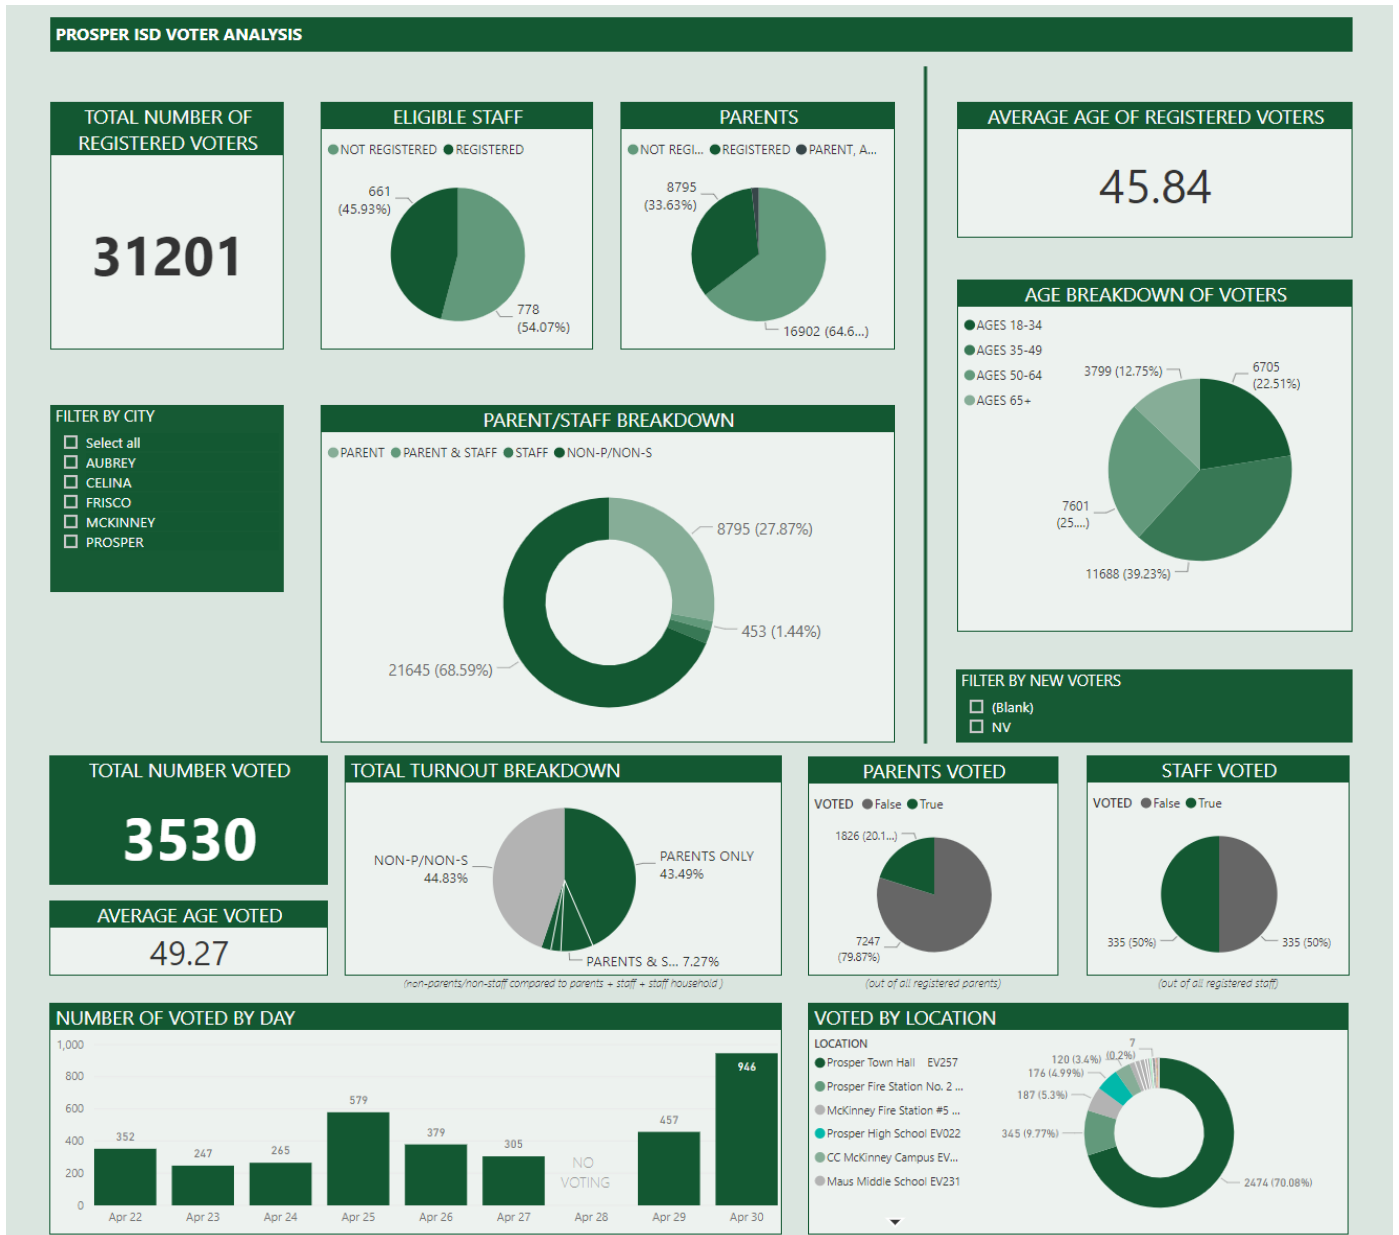 PROSPER ISD VOTER ANALYSIS
TOTAL NUMBER OF
REGISTERED VOTERS
31201
ELIGIBLE STAFF
NOT REGISTERED REGISTERED
661
(45.93%)
778
(54.07%)
PARENTS
NOT REGI... REGISTERED PARENT, A...
8795
(33.63%)
16902 (64.6...)
AVERAGE AGE OF REGISTERED VOTERS
45.84
AGE BREAKDOWN OF VOTERS
AGES 18-34
AGES 35-49
AGES 50-64
AGES 65+
3799 (12.75%)
6705
(22.51%)
7601
(25....)
11688 (39.23%)
FILTER BY CITY
Select all
AUBREY
CELINA
FRISCO
MCKINNEY
PROSPER
PARENT/STAFF BREAKDOWN
PARENT PARENT & STAFF STAFF NON-P/NON-S
8795 (27.87%)
453 (1.44%)
21645 (68.59%)
FILTER BY NEW VOTERS
(Blank)
NV
TOTAL NUMBER VOTED
3530
AVERAGE AGE VOTED
49.27
TOTAL TURNOUT BREAKDOWN
NON-P/NON-S
44.83%
PARENTS ONLY
43.49%
PARENTS & S... 7.27%
(non-parents/non-staff compared to parents + staff + staff household )
PARENTS VOTED
VOTED False True
1826 (20.1...)
7247
(79.87%)
(out of all registered parents)
STAFF VOTED
VOTED False True
335 (50%)
335 (50%)
(out of all registered staff)
NUMBER OF VOTED BY DAY
1,000
800
600
400
200
0
352
247
265
579
379
305
NO
VOTING
457
946
Apr 22 Apr 23 Apr 24 Apr 25 Apr 26 Apr 27 Apr 28 Apr 29 Apr 30
VOTED BY LOCATION
LOCATION
Prosper Town Hall EV257
Prosper Fire Station No. 2 ...
McKinney Fire Station #5 ...
Prosper High School EV022
CC McKinney Campus EV...
Maus Middle School EV231
7
(0.2%)
120 (3.4%)
176 (4.99%)
187 (5.3%)
345 (9.77%)
2474 (70.08%)